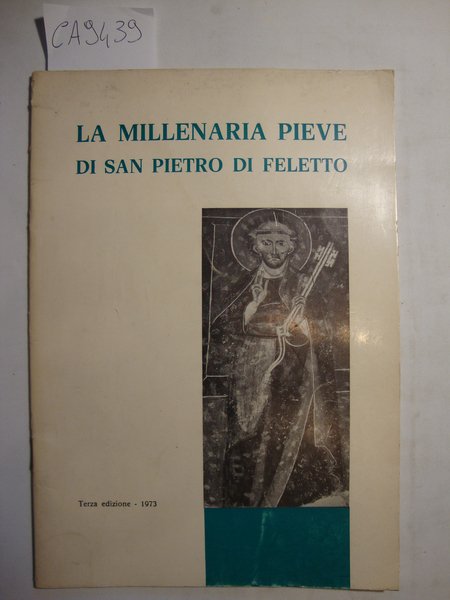 CA9439
LA MILLENARIA PIEVE
DI SAN PIETRO DI FELETTO
Terza edizione - 1973